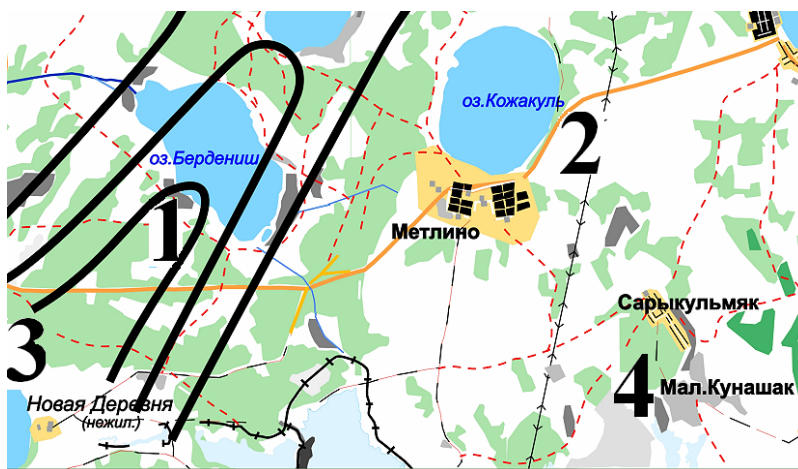 оз.Кожакуль
2
оз.Бердениш
1
Метлино
Сарыкульмяк
3
4
Мал.Кунашак
Новая Деревня
(нежил.)